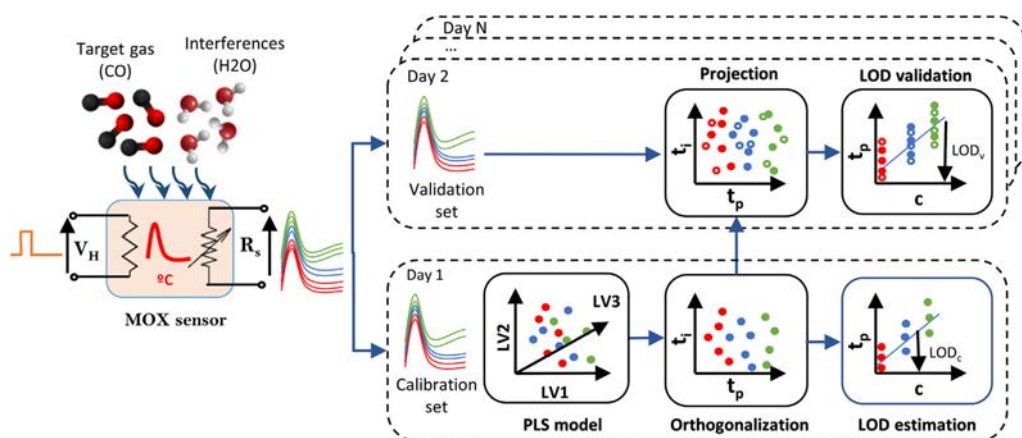 Target gas
(CO)
Interferences
(H2O)
V_H
ºC
R_s
MOX sensor
Day N
...
Day 2
Validation
set
Projection
t_i
t_p
LOD validation
t_p
LOD_v
c
Day 1
Calibration
set
LV2
LV3
LV1
PLS model
t_i
t_p
Orthogonalization
t_p
LOD_c
c
LOD estimation